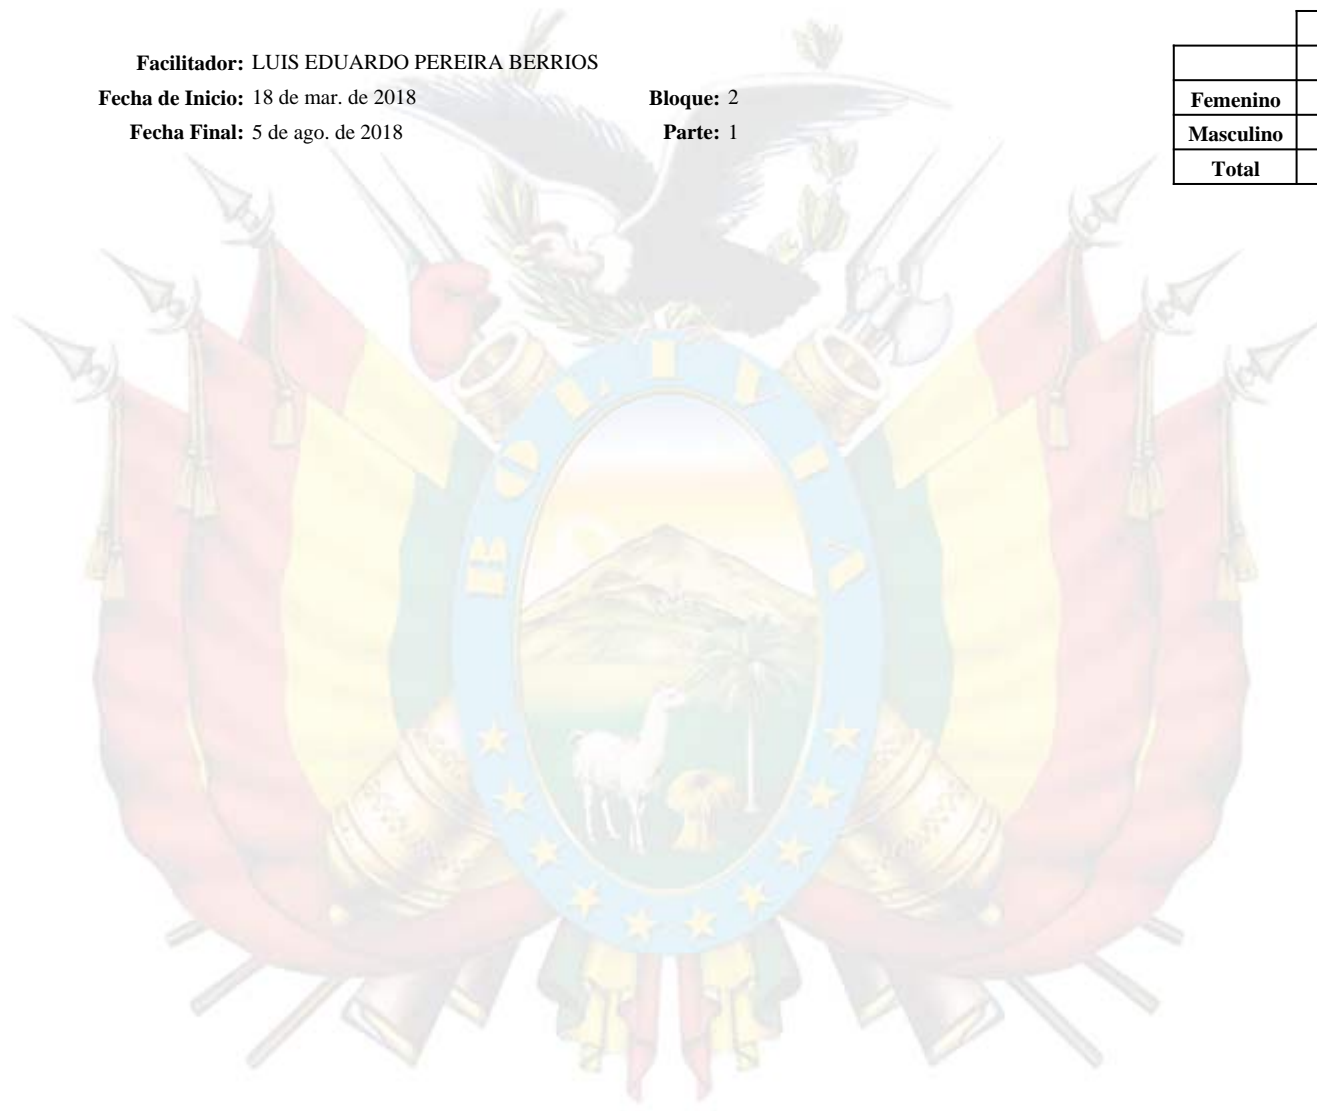 Facilitador: LUIS EDUARDO PEREIRA BERRIOS
Fecha de Inicio: 18 de mar. de 2018 Bloque: 2
Fecha Final: 5 de ago. de 2018 Parte: 1
Femenino
Masculino
Total
BOLIVIA